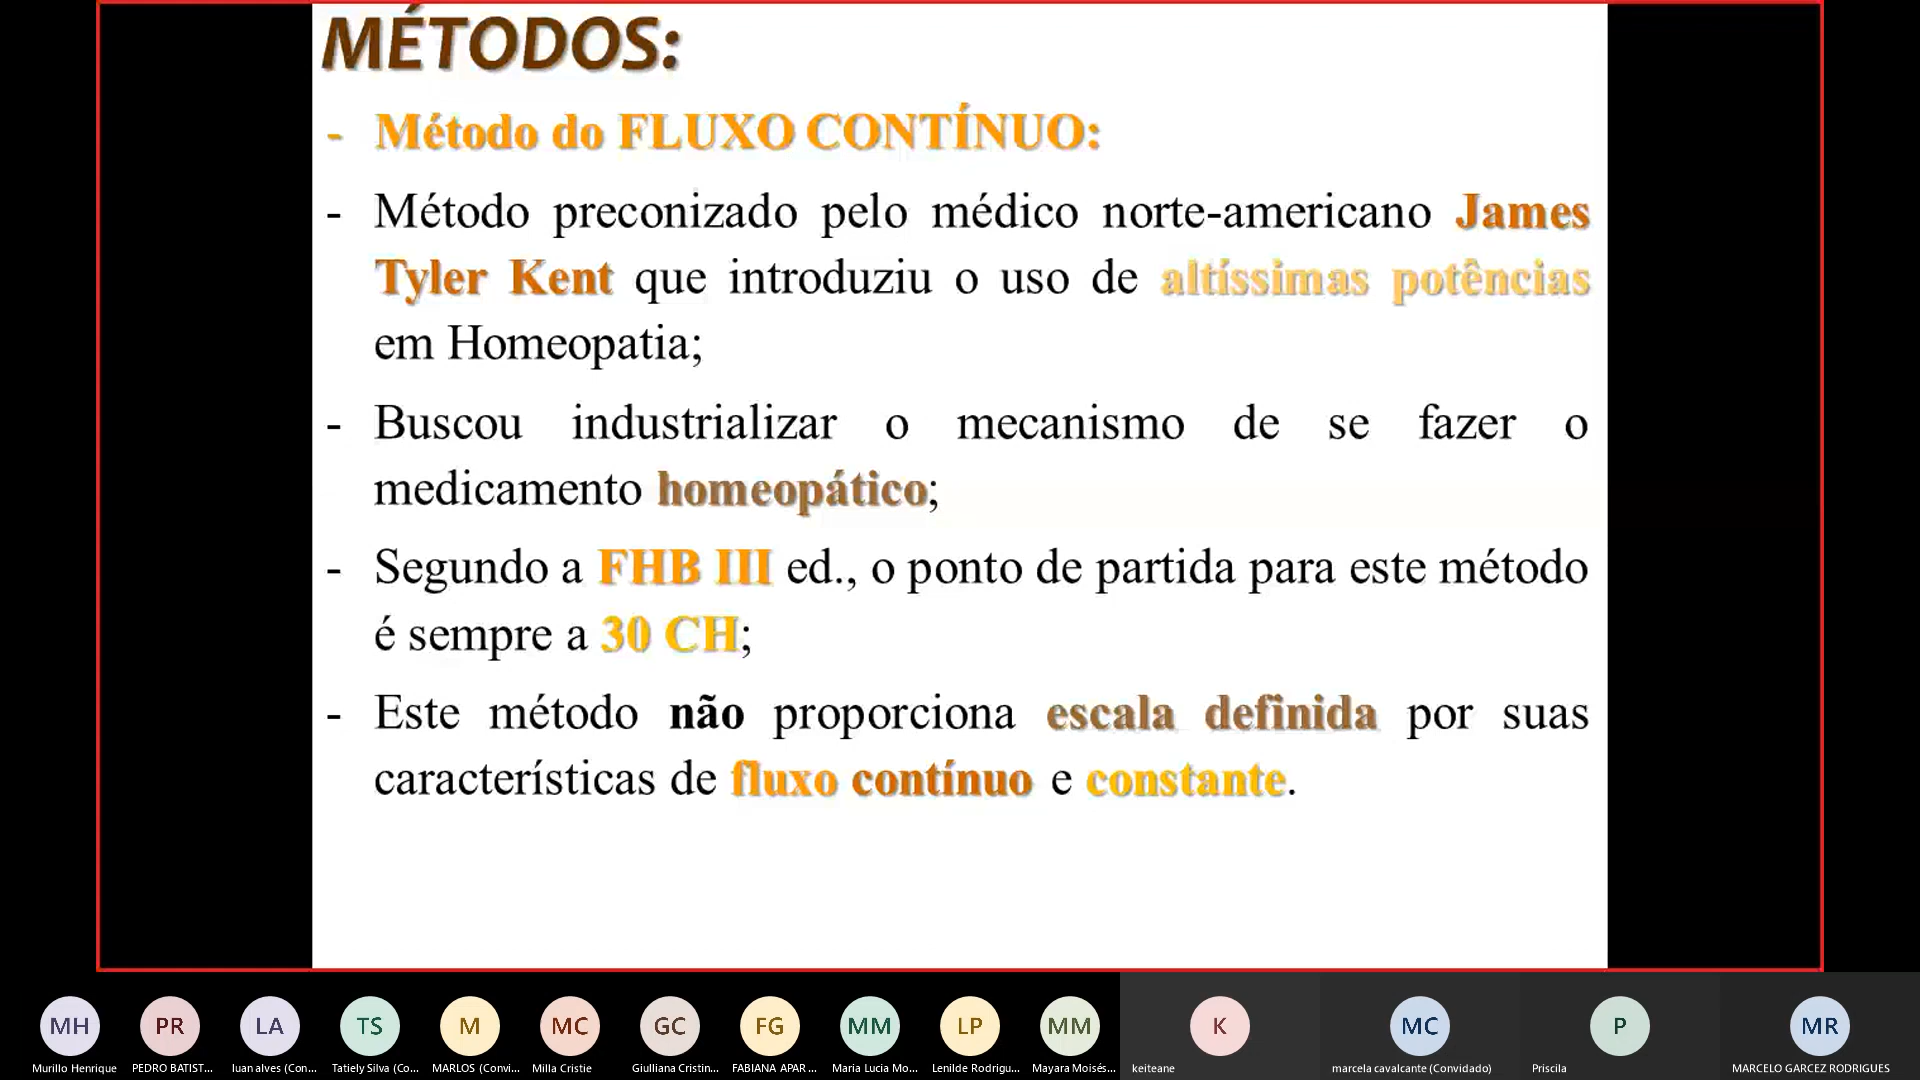 MÉTODOS:
- Método do FLUXO CONTÍNUO:
- Método preconizado pelo médico norte-americano James
Tyler Kent que introduziu o uso de altíssimas potências
em Homeopatia;
- Buscou industrializar o mecanismo de se fazer o
medicamento homeopático;
- Segundo a FHB III ed., o ponto de partida para este método
é sempre a 30 CH;
- Este método não proporciona escala definida por suas
características de fluxo contínuo e constante.
MH PR LA TS M MC GC FG MM LP MM K MC P MR
Murillo Henrique PEDRO BATIST... luan alves (Con... Tatiely Silva (Co... MARLOS (Convi... Milla Cristie Giulliana Cristin... FABIANA APAR ... Maria Lucia Mo... Lenilde Rodrigu... Mayara Moisés... keiteane marcela cavalcante (Convidado) Priscila MARCELO GARCEZ RODRIGUES